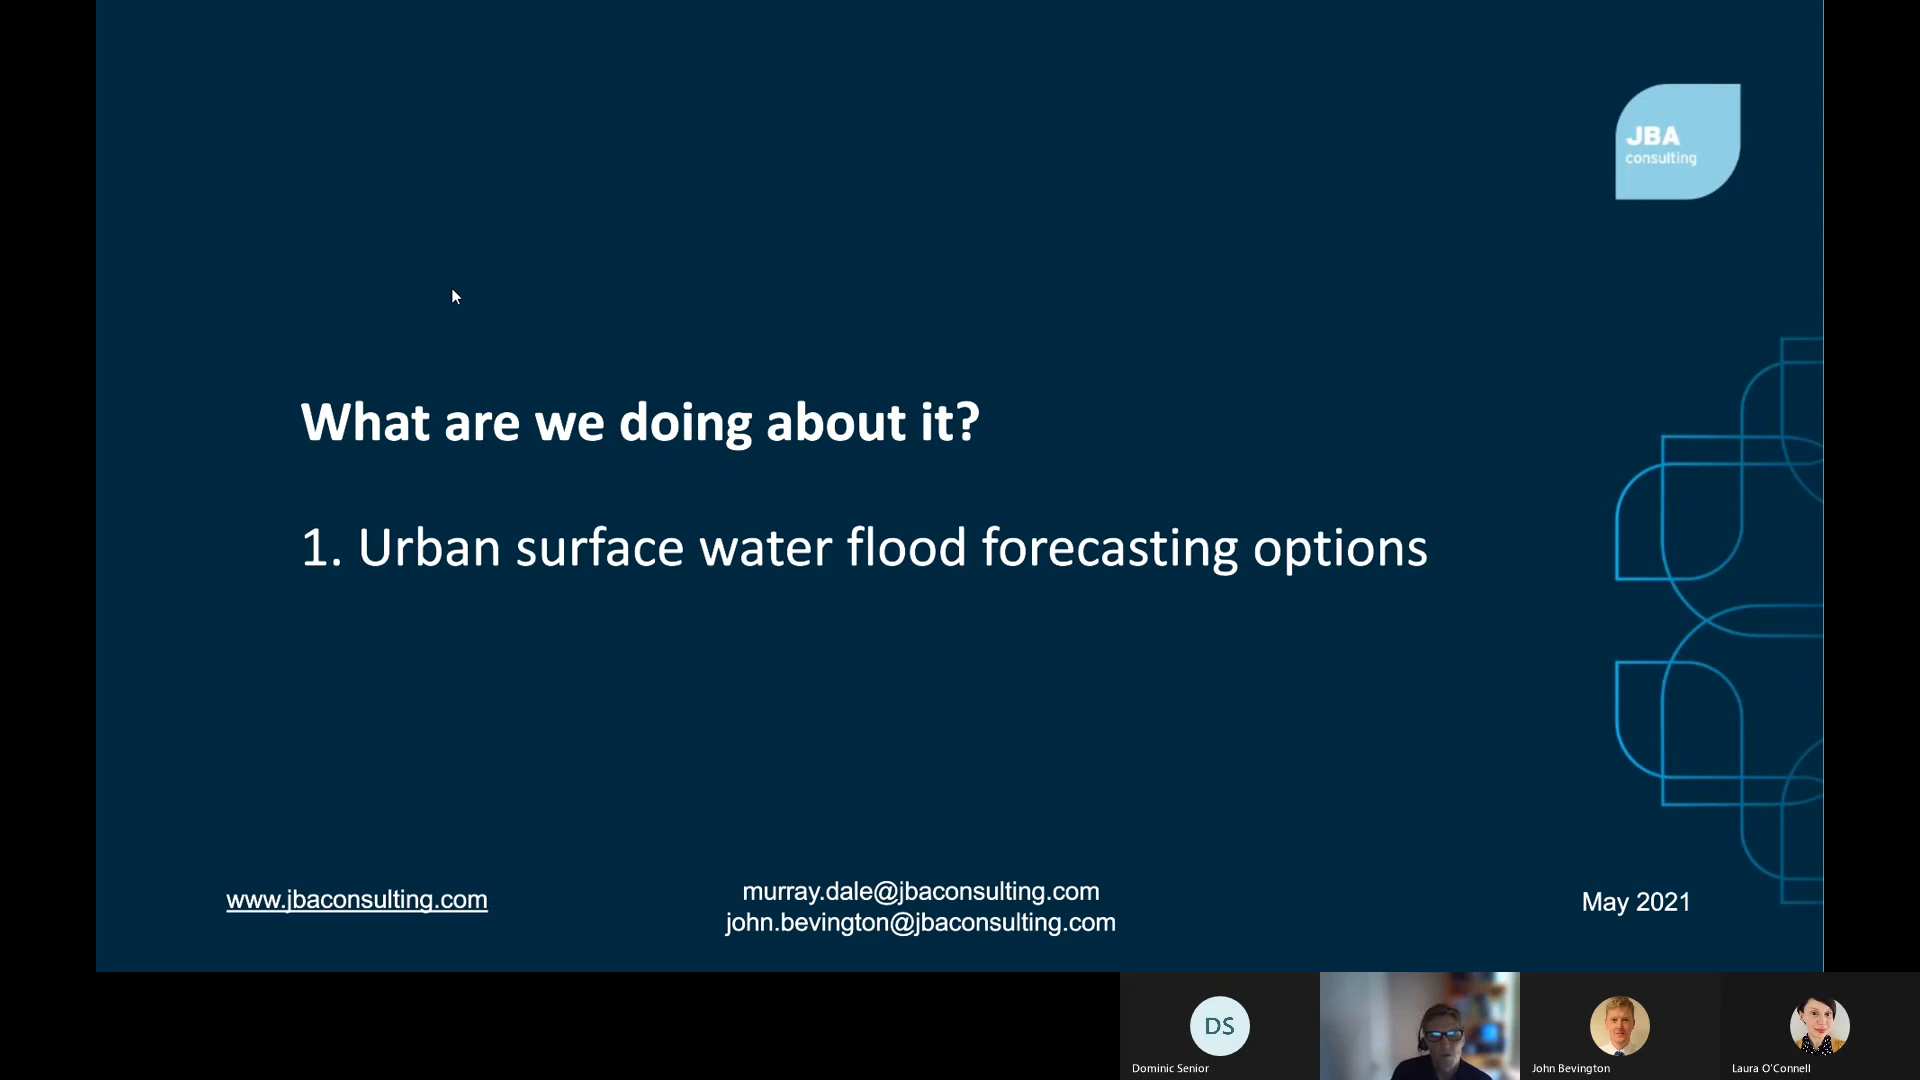 JBA
consulting
What are we doing about it?
1. Urban surface water flood forecasting options
www.jbaconsulting.com
murray.dale@jbaconsulting.com
john.bevington@jbaconsulting.com
May 2021
DS
Dominic Senior
John Bevington
Laura O'Connell